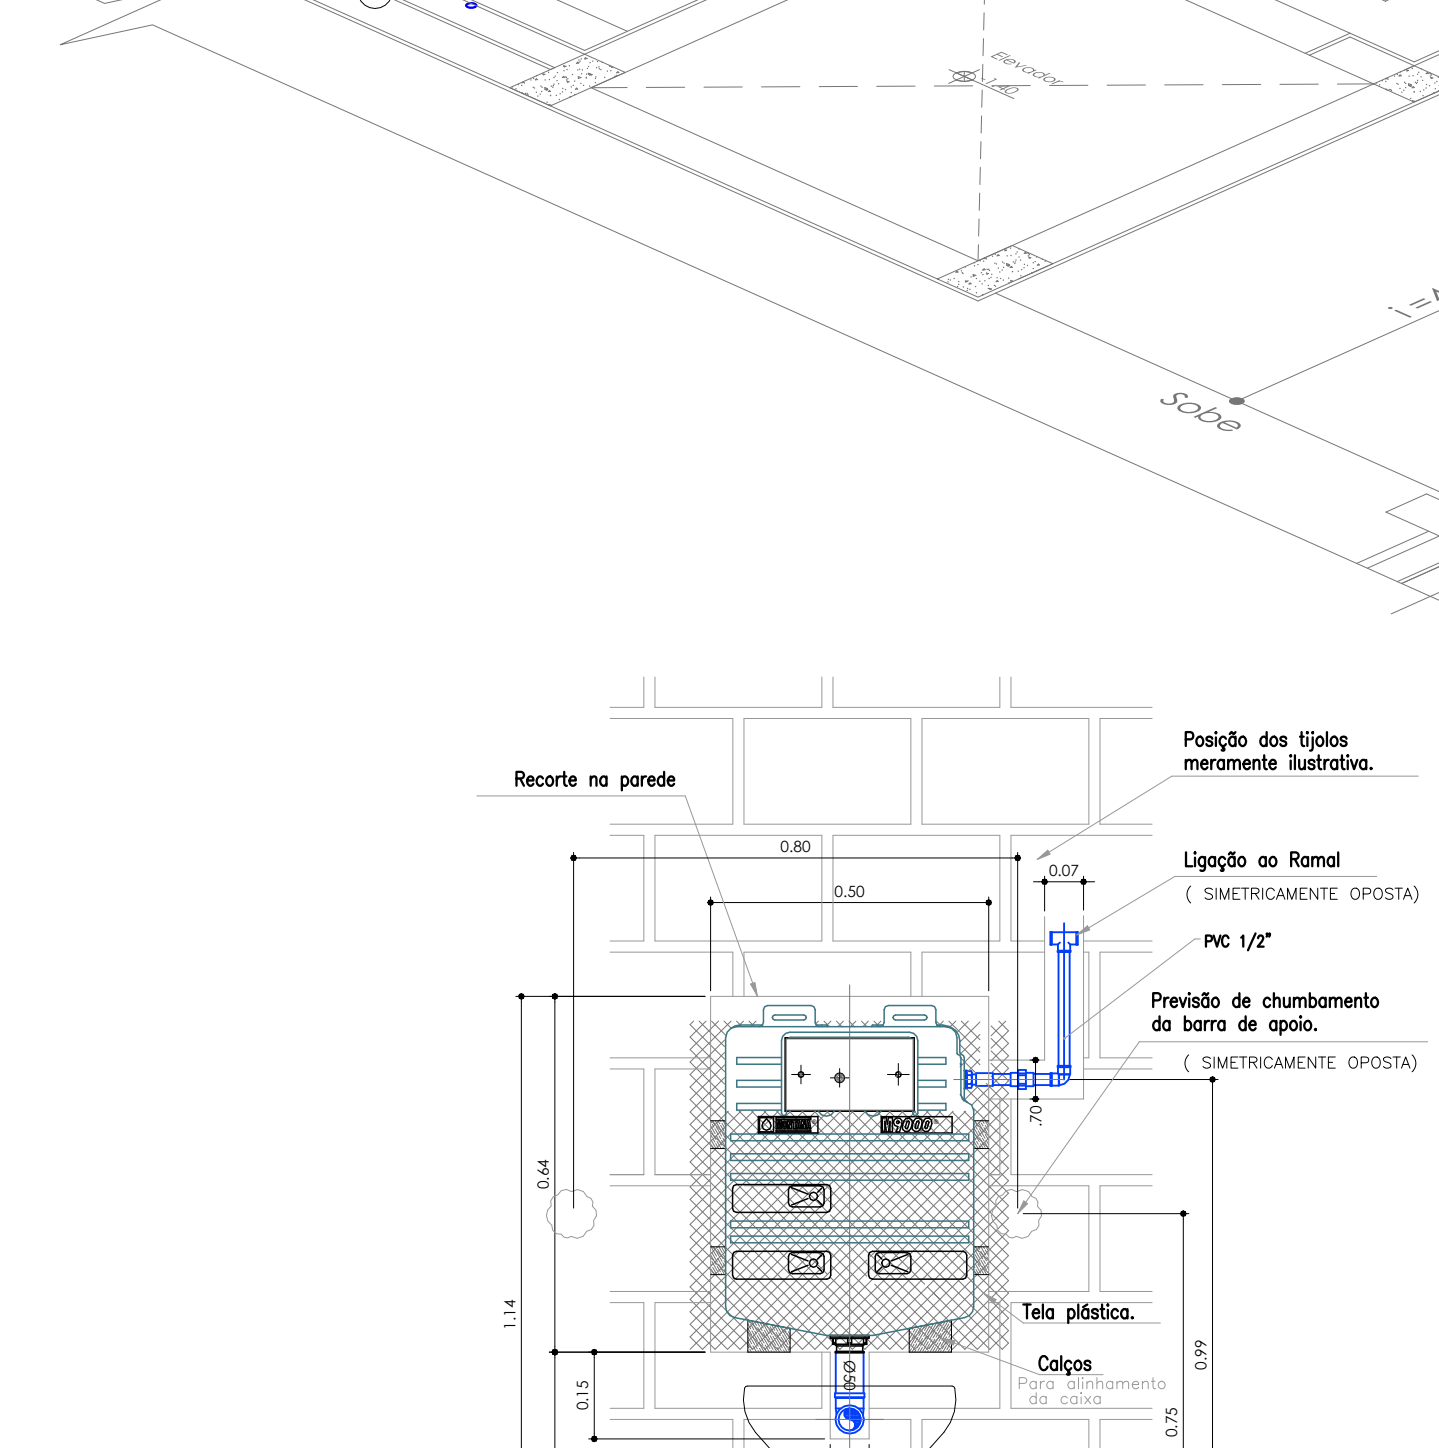 Elevador
-1.40
i=
Sobe
Posição dos tijolos
meramente ilustrativa.
Recorte na parede
0.80
Ligação ao Ramal
0.07
( SIMETRICAMENTE OPOSTA)
0.50
PVC 1/2"
Previsão de chumbamento
da barra de apoio.
( SIMETRICAMENTE OPOSTA)
.70
M9000
0.64
1.14
Tela plástica.
0.99
Calços
Para alinhamento
da caixa
Ø50
0.15
0.75